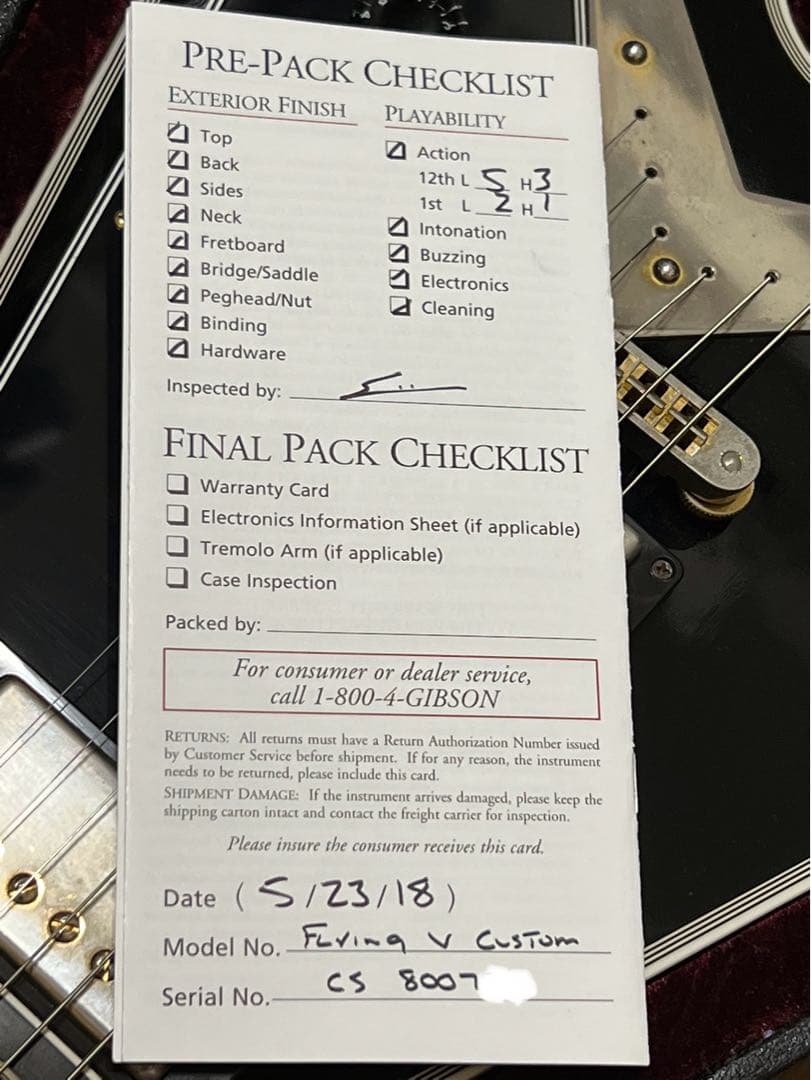 PRE-PACK CHECKLIST
EXTERIOR FINISH
Top
Back
Sides
Neck
Fretboard
Bridge/Saddle
Peghead/Nut
Binding
Hardware
PLAYABILITY
Action
12th L 5 H 3
1st L 2 H 1
Intonation
Buzzing
Electronics
Cleaning
Inspected by:
FINAL PACK CHECKLIST
Warranty Card
Electronics Information Sheet (if applicable)
Tremolo Arm (if applicable)
Case Inspection
Packed by:
For consumer or dealer service,
call 1-800-4-GIBSON
RETURNS: All returns must have a Return Authorization Number issued
by Customer Service before shipment. If for any reason, the instrument
needs to be returned, please include this card.
SHIPMENT DAMAGE: If the instrument arrives damaged, please keep the
shipping carton intact and contact the freight carrier for inspection.
Please insure the consumer receives this card.
Date ( 5/23/18 )
Model No. Flying V Custom
Serial No. CS 8007